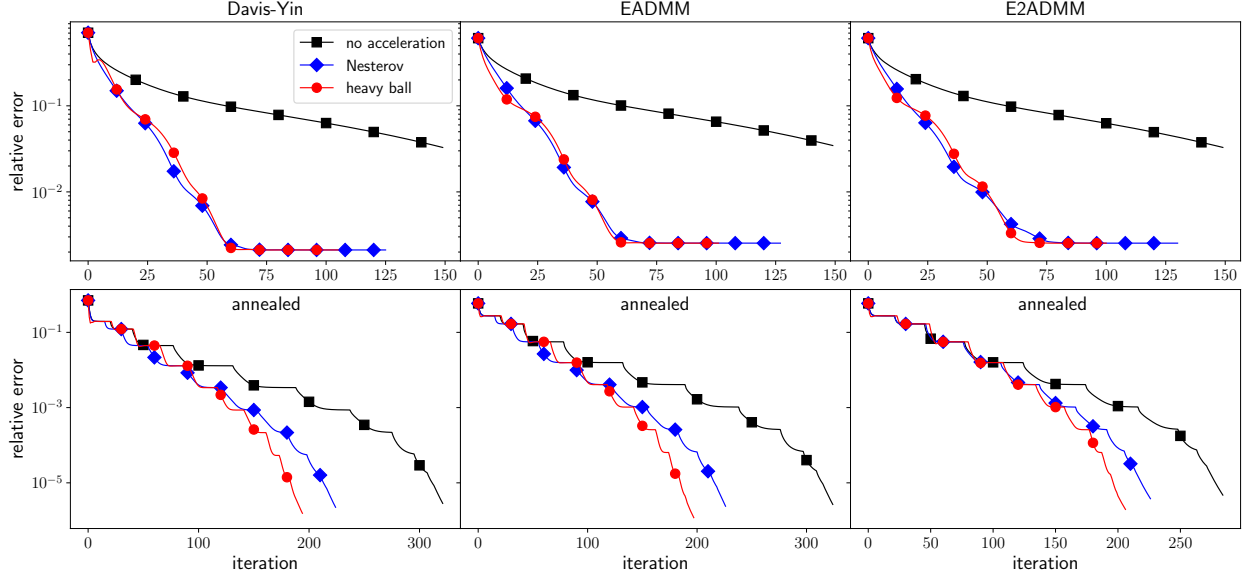 Davis-Yin
EADMM
E2ADMM
no acceleration
Nesterov
heavy ball
relative error
10⁻¹
10⁻²
0 25 50 75 100 125 150
0 25 50 75 100 125 150
0 25 50 75 100 125 150
annealed
annealed
annealed
relative error
10⁻¹
10⁻³
10⁻⁵
0 100 200 300
0 100 200 300
0 50 100 150 200 250
iteration
iteration
iteration